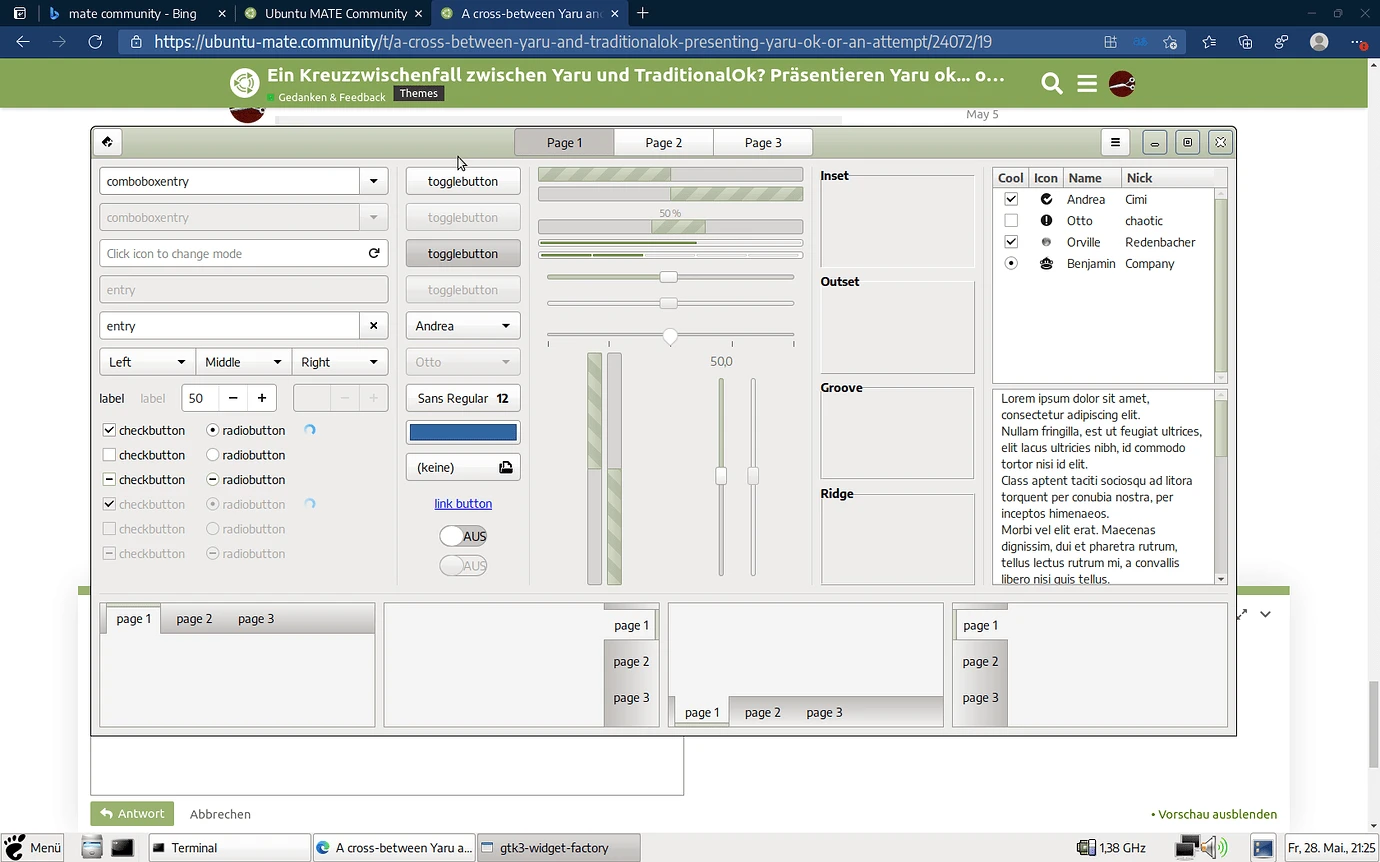 mate community - Bing
Ubuntu MATE Community
A cross-between Yaru an
https://ubuntu-mate.community/t/a-cross-between-yaru-and-traditionalok-presenting-yaru-ok-or-an-attempt/24072/19
Ein Kreuzzwischenfall zwischen Yaru und TraditionalOk? Präsentieren Yaru ok... o...
Gedanken & Feedback Themes
May 5
Page 1 Page 2 Page 3
comboboxentry
comboboxentry
Click icon to change mode
entry
entry
Left Middle Right
label label 50
checkbutton radiobutton
checkbutton radiobutton
checkbutton radiobutton
checkbutton radiobutton
checkbutton radiobutton
checkbutton radiobutton
togglebutton
togglebutton
togglebutton
togglebutton
Andrea
Otto
Sans Regular 12
(keine)
link button
AUS
AUS
50 %
50,0
Inset
Outset
Groove
Ridge
Cool Icon Name Nick
Andrea Cimi
Otto chaotic
Orville Redenbacher
Benjamin Company
Lorem ipsum dolor sit amet,
consectetur adipiscing elit.
Nullam fringilla, est ut feugiat ultrices,
elit lacus ultricies nibh, id commodo
tortor nisi id elit.
Class aptent taciti sociosqu ad litora
torquent per conubia nostra, per
inceptos himenaeos.
Morbi vel elit erat. Maecenas
dignissim, dui et pharetra rutrum,
tellus lectus rutrum mi, a convallis
libero nisi quis tellus.
page 1 page 2 page 3
page 1
page 2
page 3
page 1 page 2 page 3
page 1
page 2
page 3
Antwort Abbrechen
• Vorschau ausblenden
Menü
Terminal
A cross-between Yaru a...
gtk3-widget-factory
1,38 GHz
Fr, 28. Mai., 21:25